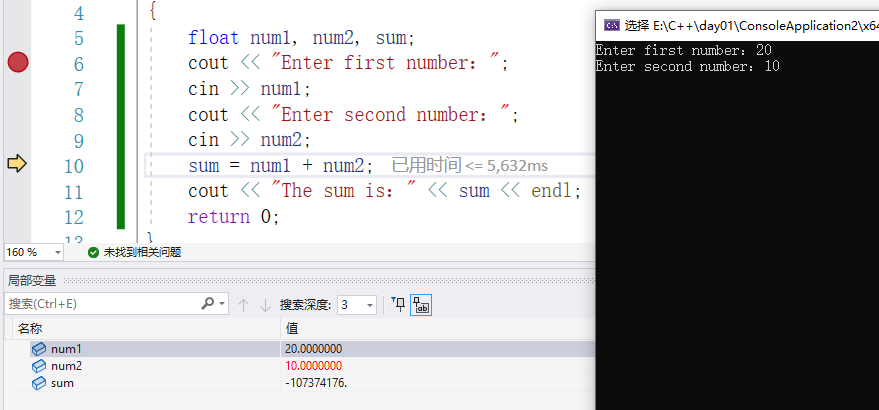 4 {
5 float num1, num2, sum;
6 cout << "Enter first number: ";
7 cin >> num1;
8 cout << "Enter second number: ";
9 cin >> num2;
10 sum = num1 + num2; 已用时间 <= 5,632ms
11 cout << "The sum is: " << sum << endl;
12 return 0;
13 }
160 %
未找到相关问题
局部变量
搜索(Ctrl+E)
搜索深度: 3
名称 值
num1 20.0000000
num2 10.0000000
sum -107374176.
选择 E:\C++\day01\ConsoleApplication2\x6
Enter first number: 20
Enter second number: 10